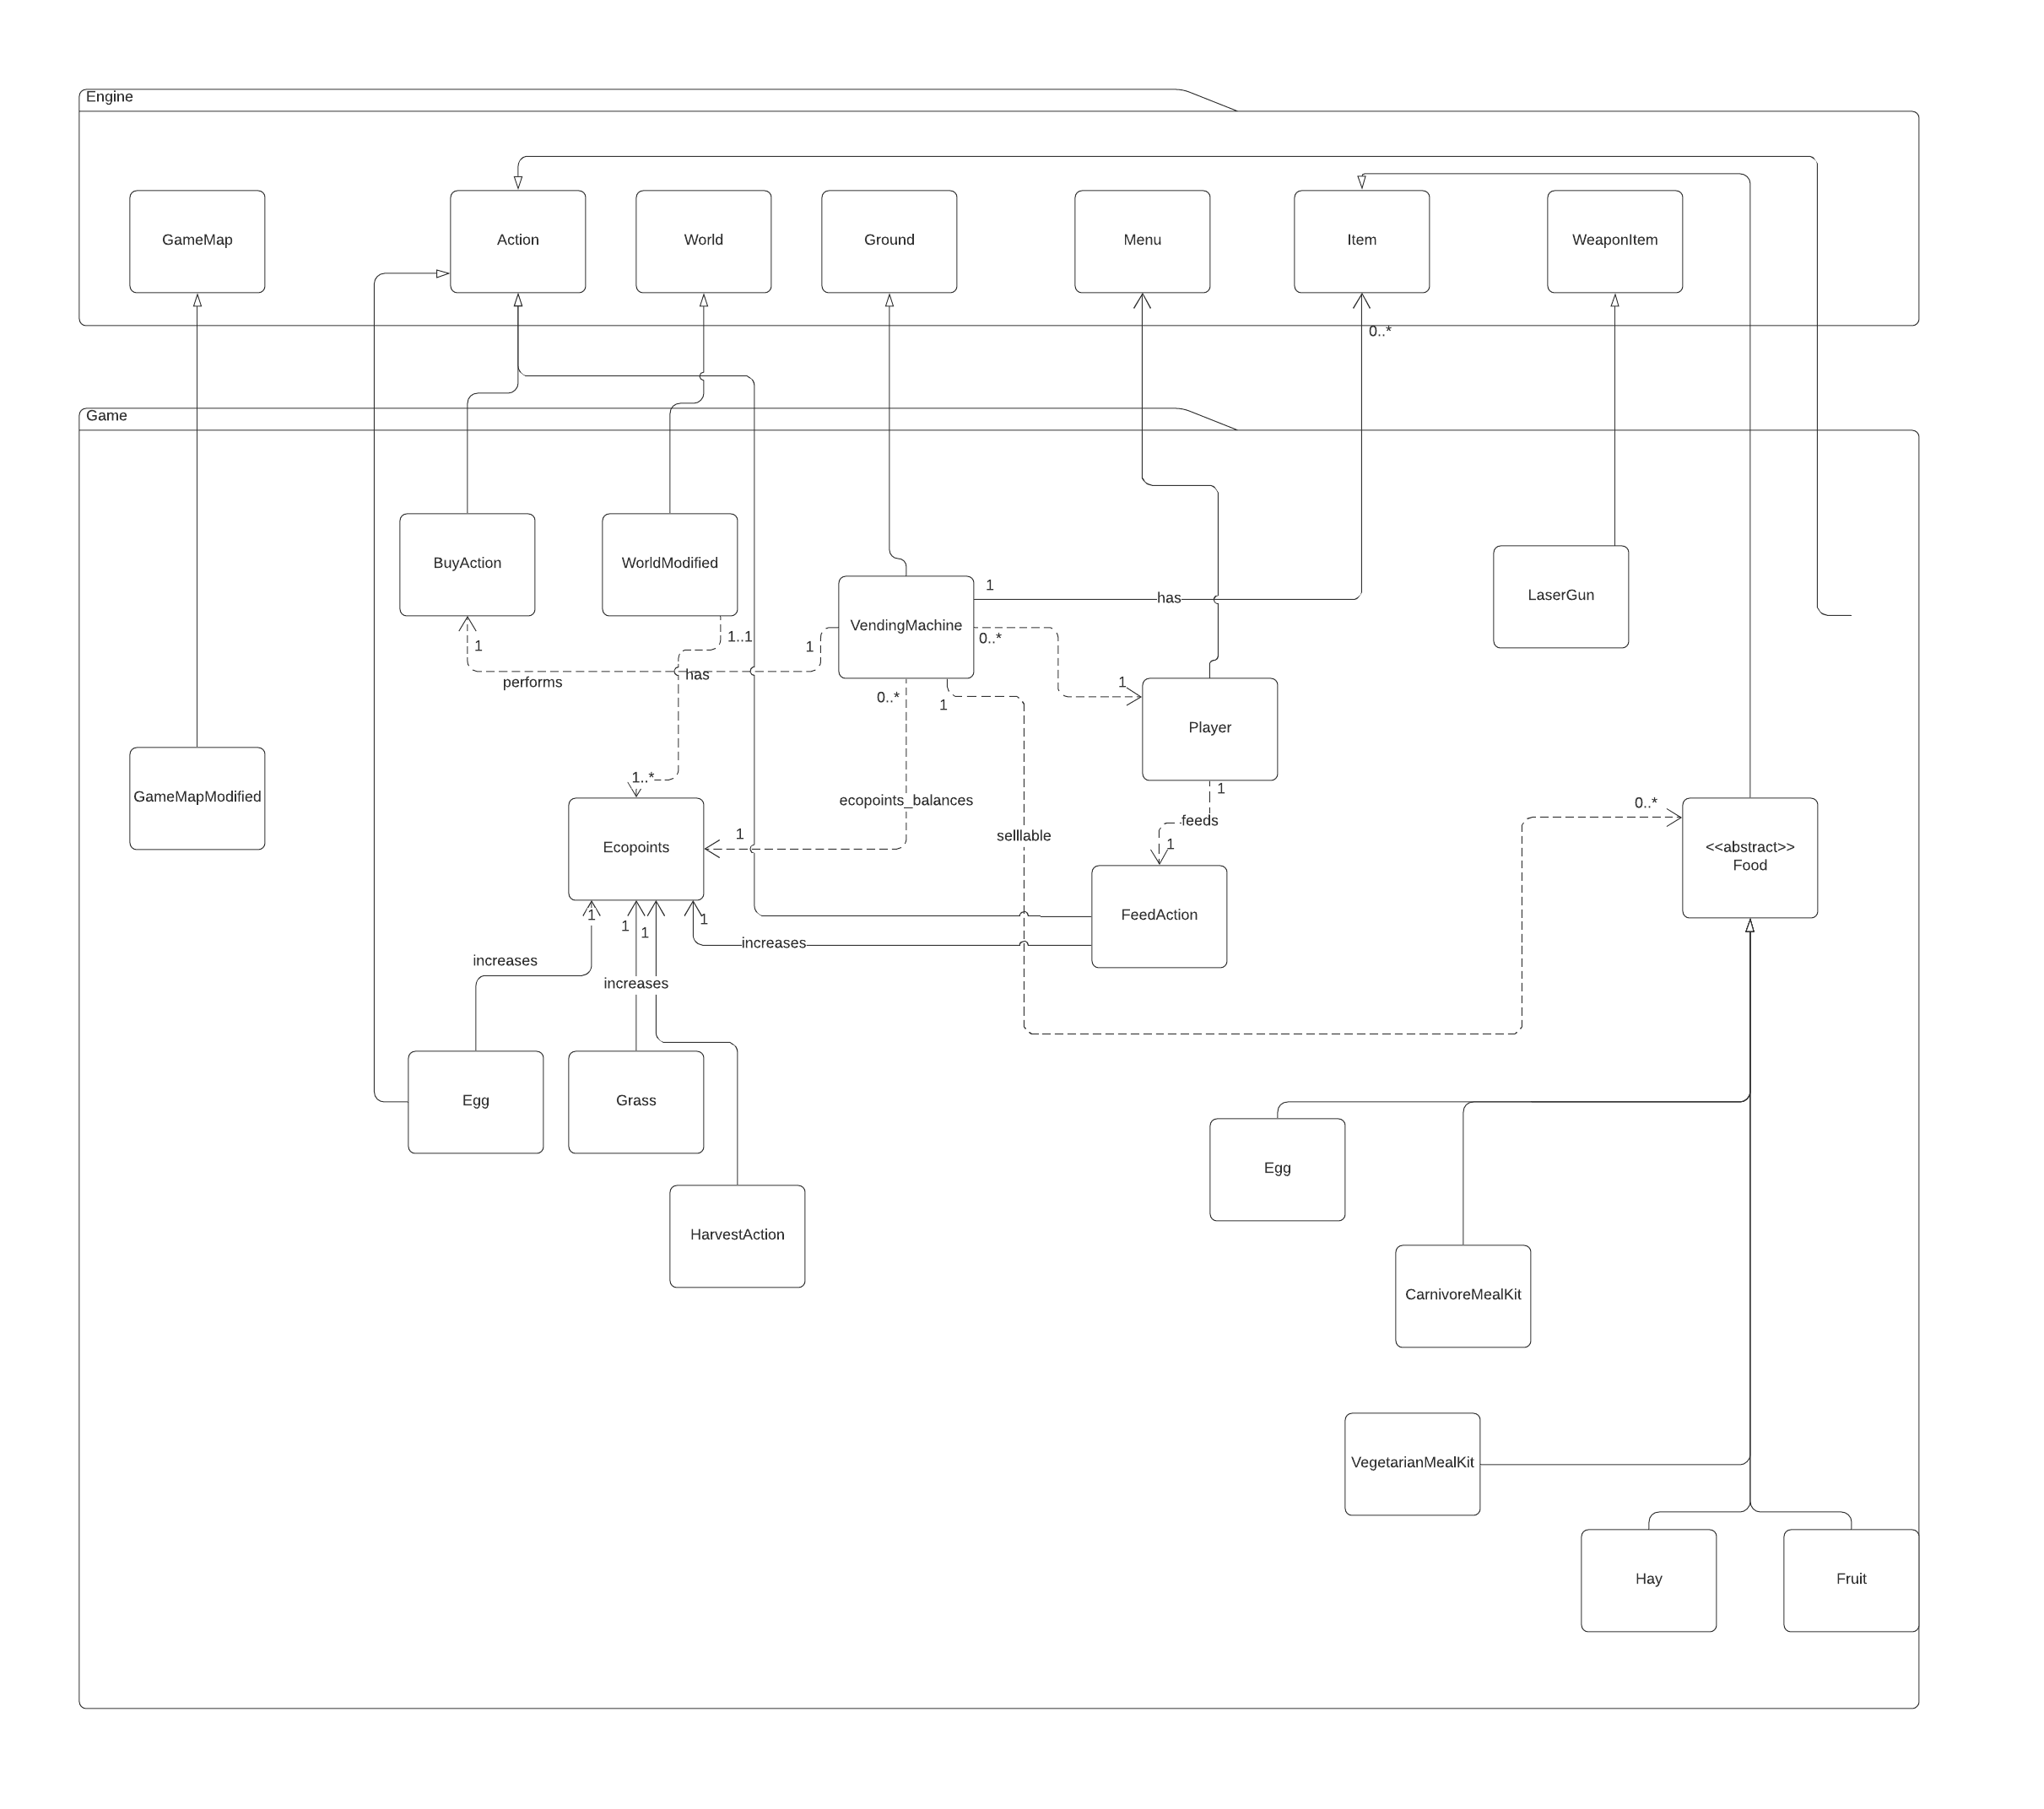 Engine
GameMap
Action
World
Ground
Menu
Item
WeaponItem
0..*
Game
BuyAction
WorldModified
VendingMachine
LaserGun
1
has
1..1
0..*
1
1
has
performs
1
0..*
1
Player
1..*
1
GameMapModified
ecopoints_balances
feeds
0..*
1
selllable
1
Ecopoints
<<abstract>>
Food
FeedAction
1
1
1
1
increases
increases
increases
Egg
Grass
HarvestAction
Egg
CarnivoreMealKit
VegetarianMealKit
Hay
Fruit